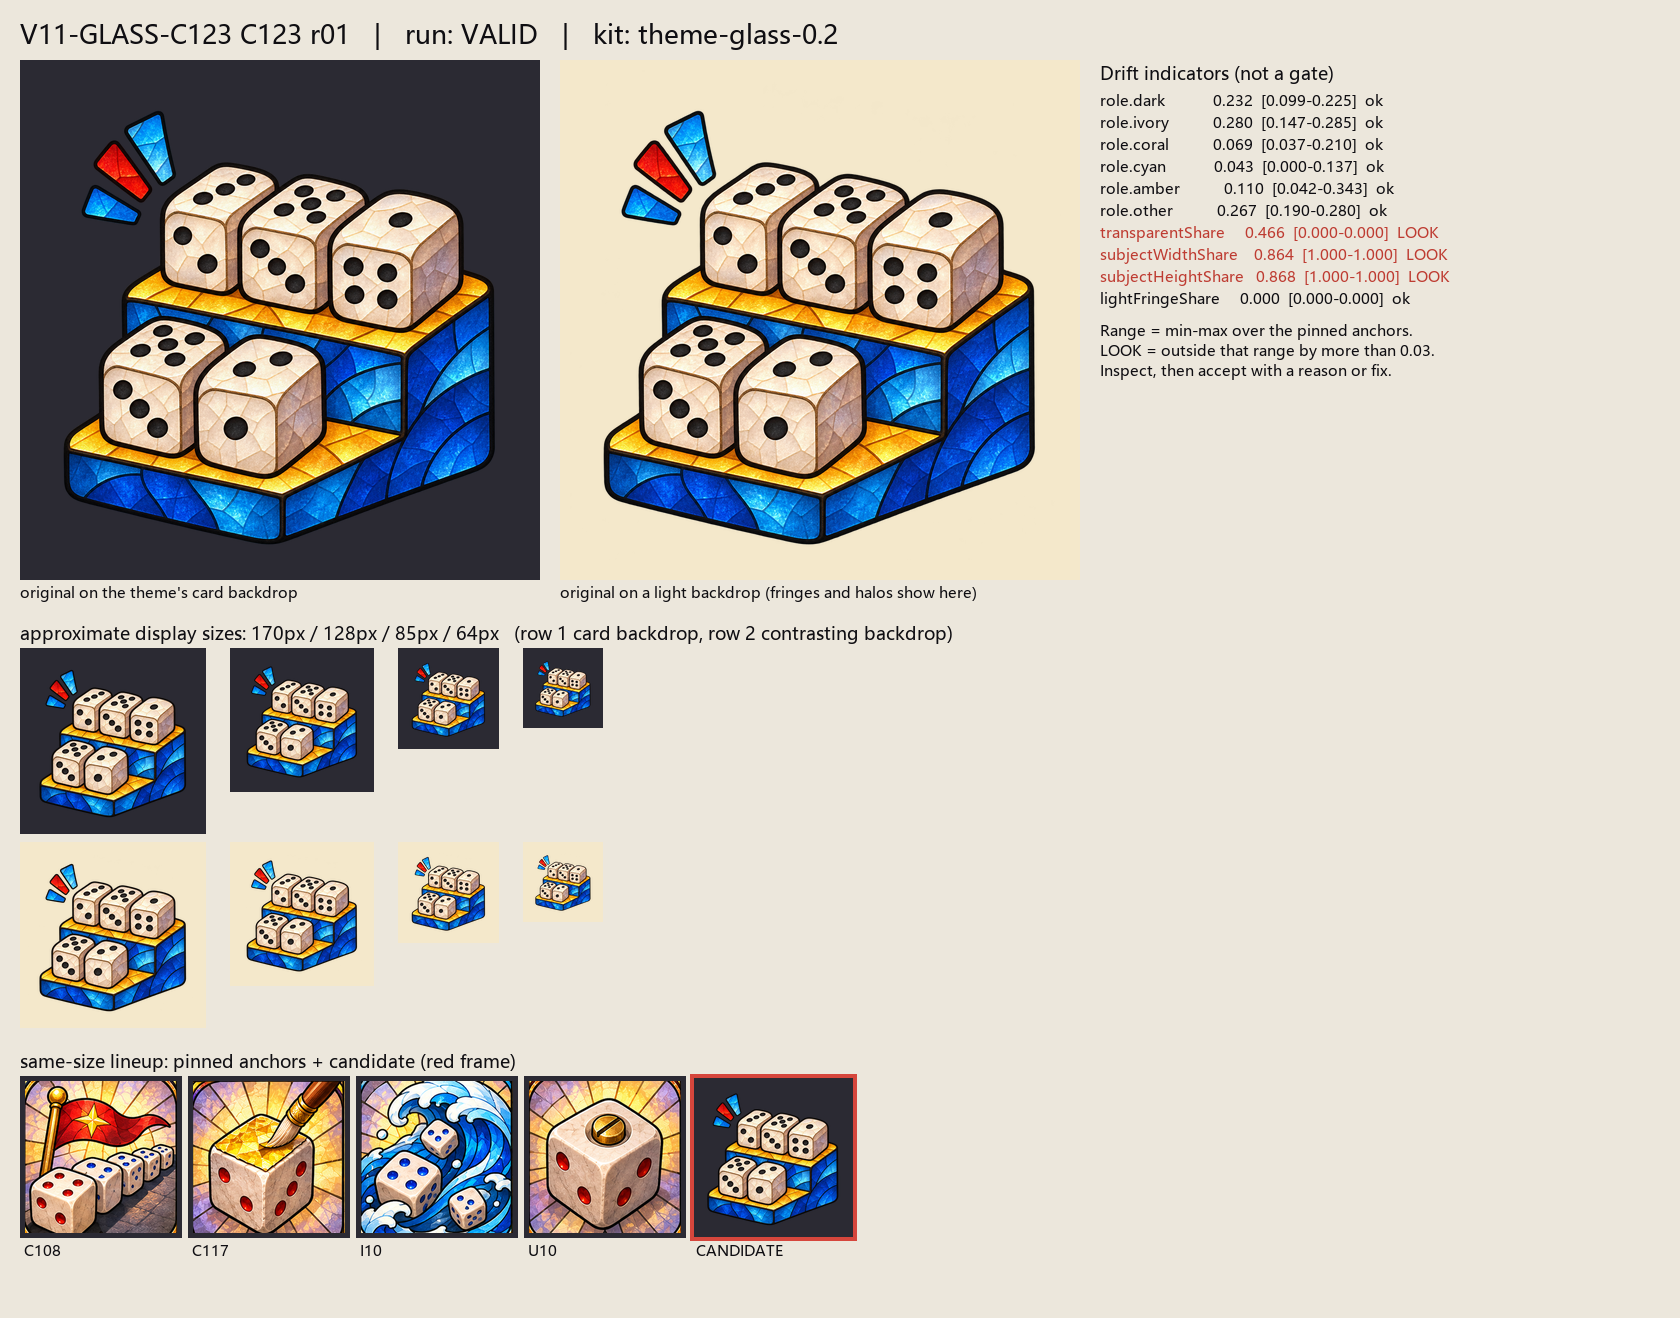 V11-GLASS-C123 C123 r01   |   run: VALID   |   kit: theme-glass-0.2
original on the theme's card backdrop
original on a light backdrop (fringes and halos show here)
Drift indicators (not a gate)
role.dark 0.232 [0.099-0.225] ok
role.ivory 0.280 [0.147-0.285] ok
role.coral 0.069 [0.037-0.210] ok
role.cyan 0.043 [0.000-0.137] ok
role.amber 0.110 [0.042-0.343] ok
role.other 0.267 [0.190-0.280] ok
transparentShare 0.466 [0.000-0.000] LOOK
subjectWidthShare 0.864 [1.000-1.000] LOOK
subjectHeightShare 0.868 [1.000-1.000] LOOK
lightFringeShare 0.000 [0.000-0.000] ok
Range = min-max over the pinned anchors.
LOOK = outside that range by more than 0.03.
Inspect, then accept with a reason or fix.
approximate display sizes: 170px / 128px / 85px / 64px   (row 1 card backdrop, row 2 contrasting backdrop)
same-size lineup: pinned anchors + candidate (red frame)
C108
C117
I10
U10
CANDIDATE